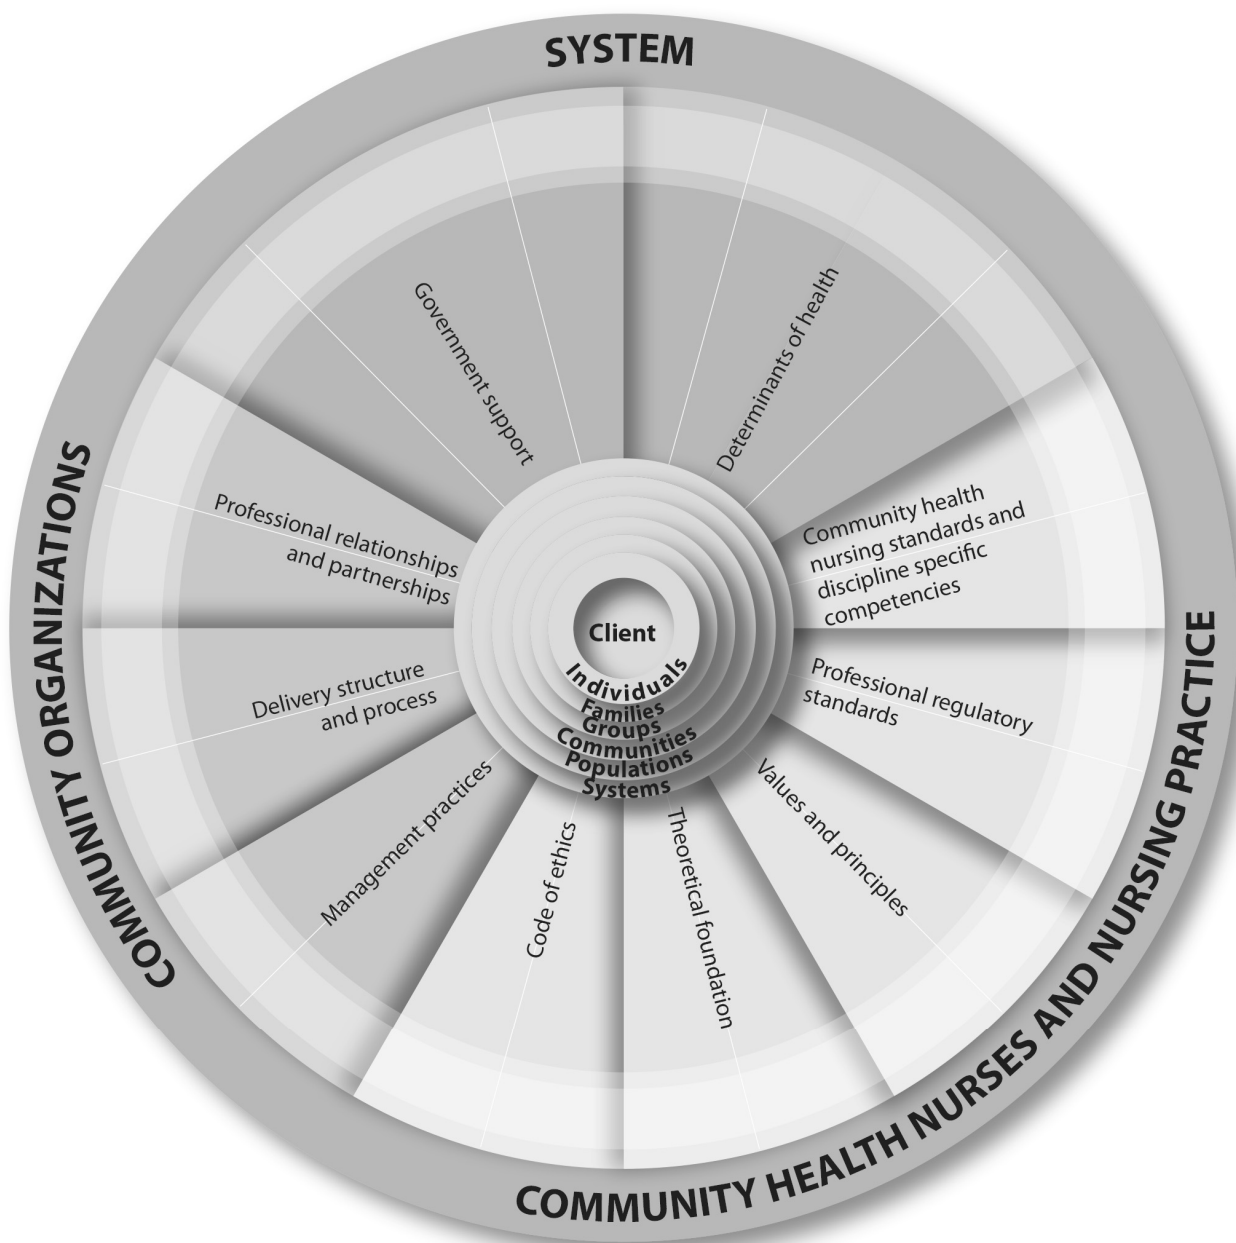 SYSTEM
Government support
Determinants of health
Professional relationships
and partnerships
Community health
nursing standards and
discipline specific
competencies
Delivery structure
and process
Professional regulatory
standards
Management practices
Values and principles
Code of ethics
Theoretical foundation
Client
Individuals
Families
Groups
Communities
Populations
Systems
COMMUNITY ORGANIZATIONS
COMMUNITY HEALTH NURSES AND NURSING PRACTICE